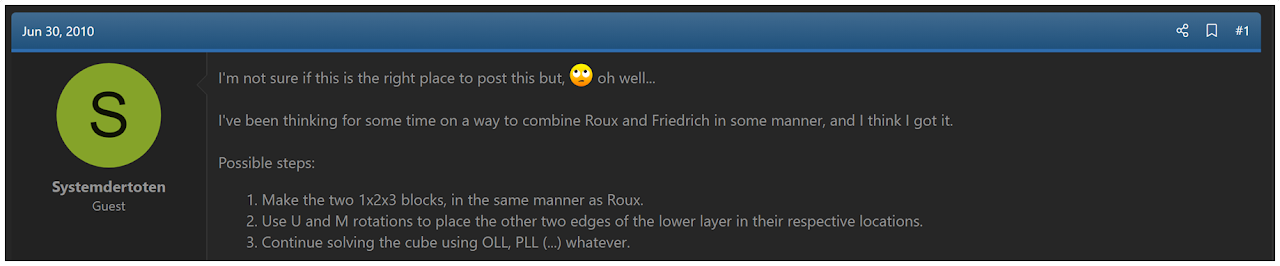 Jun 30, 2010
#1
S
Systemdertoten
Guest
I'm not sure if this is the right place to post this but, 🙄 oh well...
I've been thinking for some time on a way to combine Roux and Friedrich in some manner, and I think I got it.
Possible steps:
1. Make the two 1x2x3 blocks, in the same manner as Roux.
2. Use U and M rotations to place the other two edges of the lower layer in their respective locations.
3. Continue solving the cube using OLL, PLL (...) whatever.